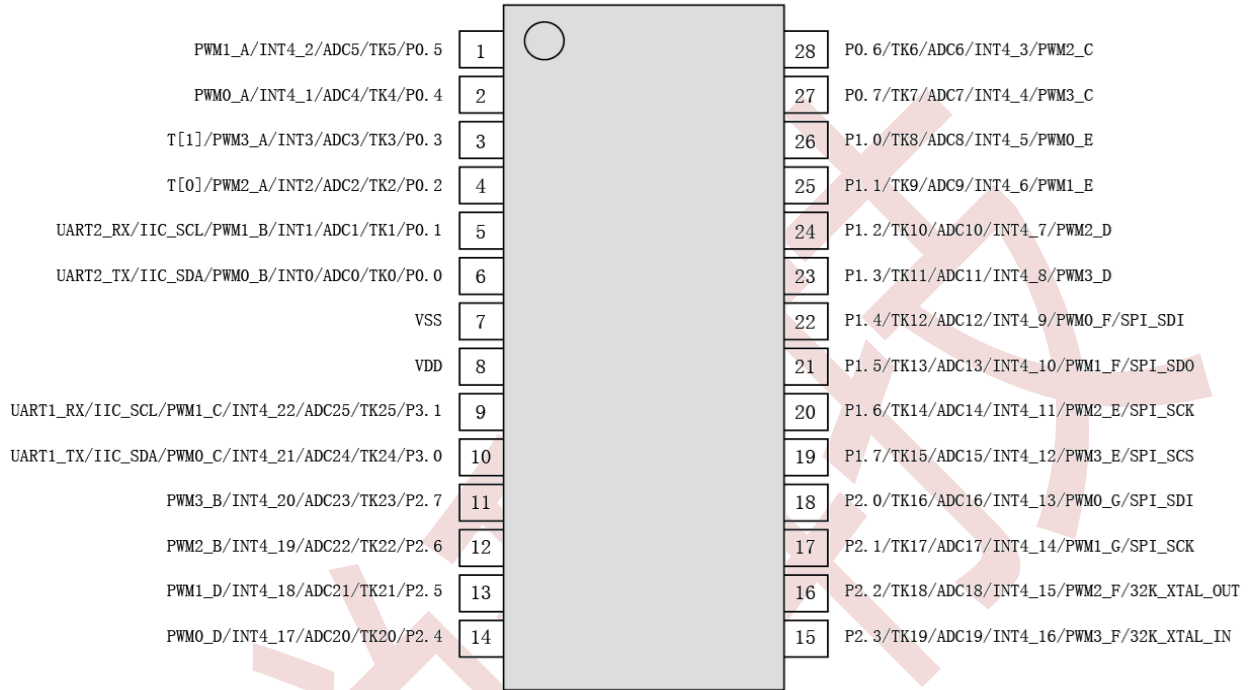 PWM1_A/INT4_2/ADC5/TK5/P0.5 1 28 P0.6/TK6/ADC6/INT4_3/PWM2_C
PWM0_A/INT4_1/ADC4/TK4/P0.4 2 27 P0.7/TK7/ADC7/INT4_4/PWM3_C
T[1]/PWM3_A/INT3/ADC3/TK3/P0.3 3 26 P1.0/TK8/ADC8/INT4_5/PWM0_E
T[0]/PWM2_A/INT2/ADC2/TK2/P0.2 4 25 P1.1/TK9/ADC9/INT4_6/PWM1_E
UART2_RX/IIC_SCL/PWM1_B/INT1/ADC1/TK1/P0.1 5 24 P1.2/TK10/ADC10/INT4_7/PWM2_D
UART2_TX/IIC_SDA/PWM0_B/INT0/ADC0/TK0/P0.0 6 23 P1.3/TK11/ADC11/INT4_8/PWM3_D
VSS 7 22 P1.4/TK12/ADC12/INT4_9/PWM0_F/SPI_SDI
VDD 8 21 P1.5/TK13/ADC13/INT4_10/PWM1_F/SPI_SDO
UART1_RX/IIC_SCL/PWM1_C/INT4_22/ADC25/TK25/P3.1 9 20 P1.6/TK14/ADC14/INT4_11/PWM2_E/SPI_SCK
UART1_TX/IIC_SDA/PWM0_C/INT4_21/ADC24/TK24/P3.0 10 19 P1.7/TK15/ADC15/INT4_12/PWM3_E/SPI_SCS
PWM3_B/INT4_20/ADC23/TK23/P2.7 11 18 P2.0/TK16/ADC16/INT4_13/PWM0_G/SPI_SDI
PWM2_B/INT4_19/ADC22/TK22/P2.6 12 17 P2.1/TK17/ADC17/INT4_14/PWM1_G/SPI_SCK
PWM1_D/INT4_18/ADC21/TK21/P2.5 13 16 P2.2/TK18/ADC18/INT4_15/PWM2_F/32K_XTAL_OUT
PWM0_D/INT4_17/ADC20/TK20/P2.4 14 15 P2.3/TK19/ADC19/INT4_16/PWM3_F/32K_XTAL_IN